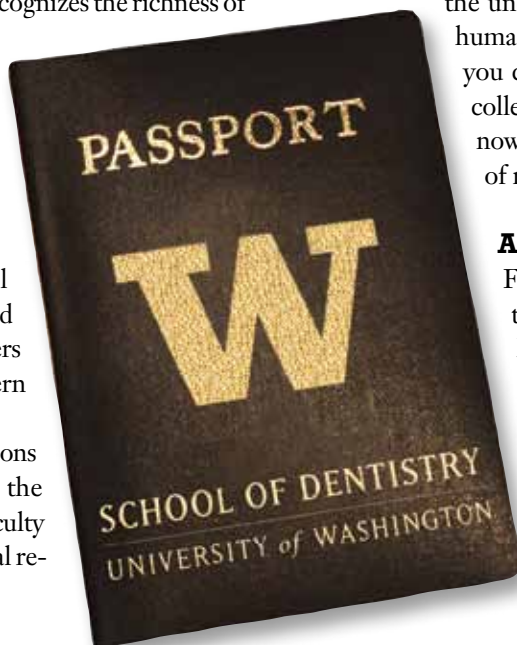 cognizes the richness of
l
d
ers
ern
ons
the
culty
al re-
PASSPORT
W
SCHOOL OF DENTISTRY
UNIVERSITY of WASHINGTON
the un
huma
you c
colle
now
of r
A
F
t